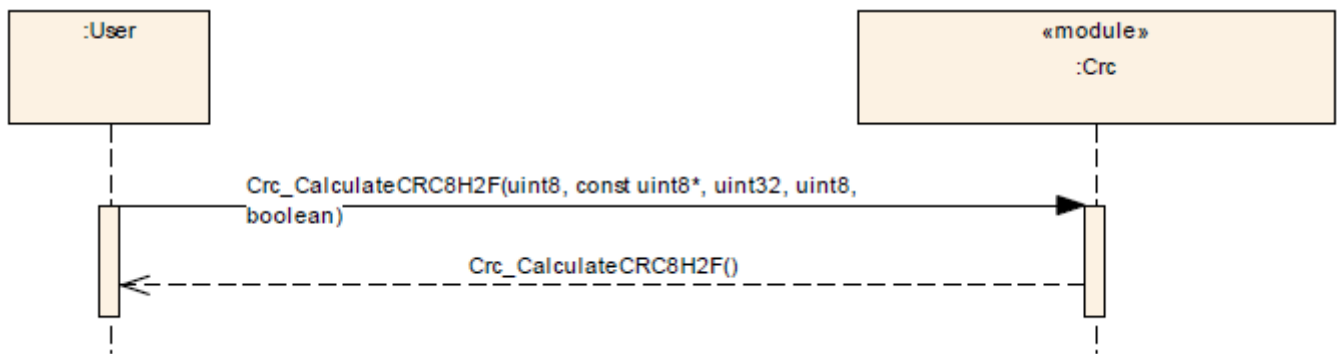 :User
«module»
:Crc
Crc_CalculateCRC8H2F(uint8, const uint8*, uint32, uint8,
boolean)
Crc_CalculateCRC8H2F()